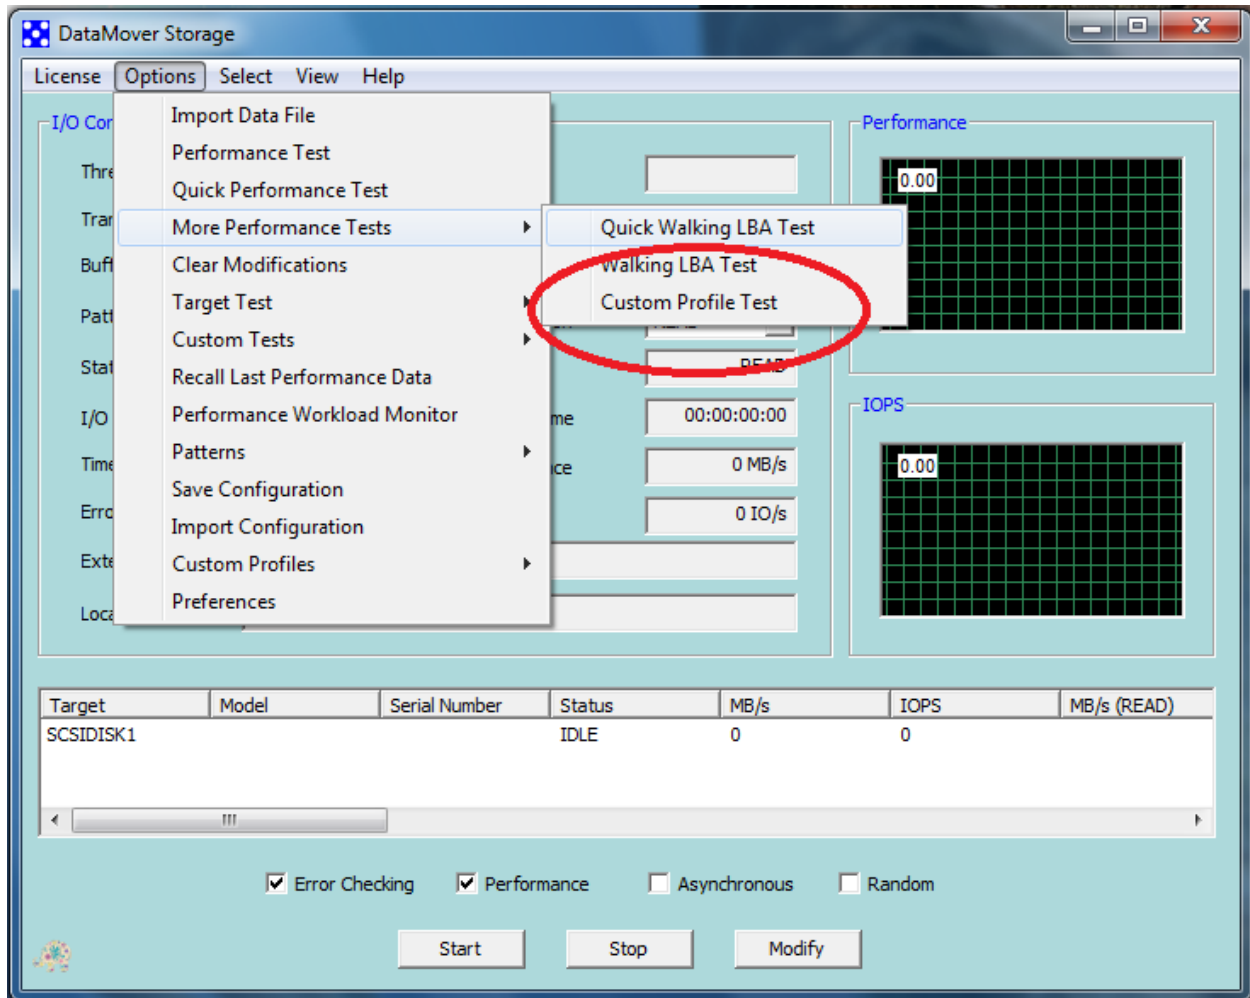 DataMover Storage
License Options Select View Help
Import Data File
Performance Test
Quick Performance Test
More Performance Tests
Clear Modifications
Target Test
Custom Tests
Recall Last Performance Data
Performance Workload Monitor
Patterns
Save Configuration
Import Configuration
Custom Profiles
Preferences
Quick Walking LBA Test
Walking LBA Test
Custom Profile Test
I/O
I/O
00:00:00:00
0 MB/s
0 IO/s
Performance
0.00
IOPS
0.00
Target Model Serial Number Status MB/s IOPS MB/s (READ)
SCSIDISK1 IDLE 0 0
Error Checking Performance Asynchronous Random
Start Stop Modify